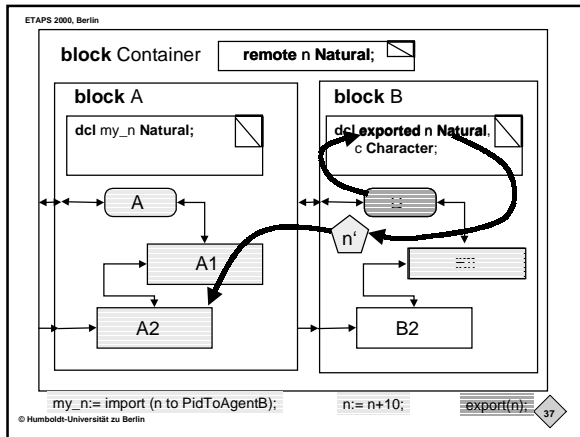 ETAPS 2000, Berlin
block Container
remote n Natural;
block A
dcl my_n Natural;
A
A1
A2
block B
dcl exported n Natural,
c Character;
n‘
B2
my_n:= import (n to PidToAgentB);
n:= n+10;
export(n);
© Humboldt-Universität zu Berlin
37